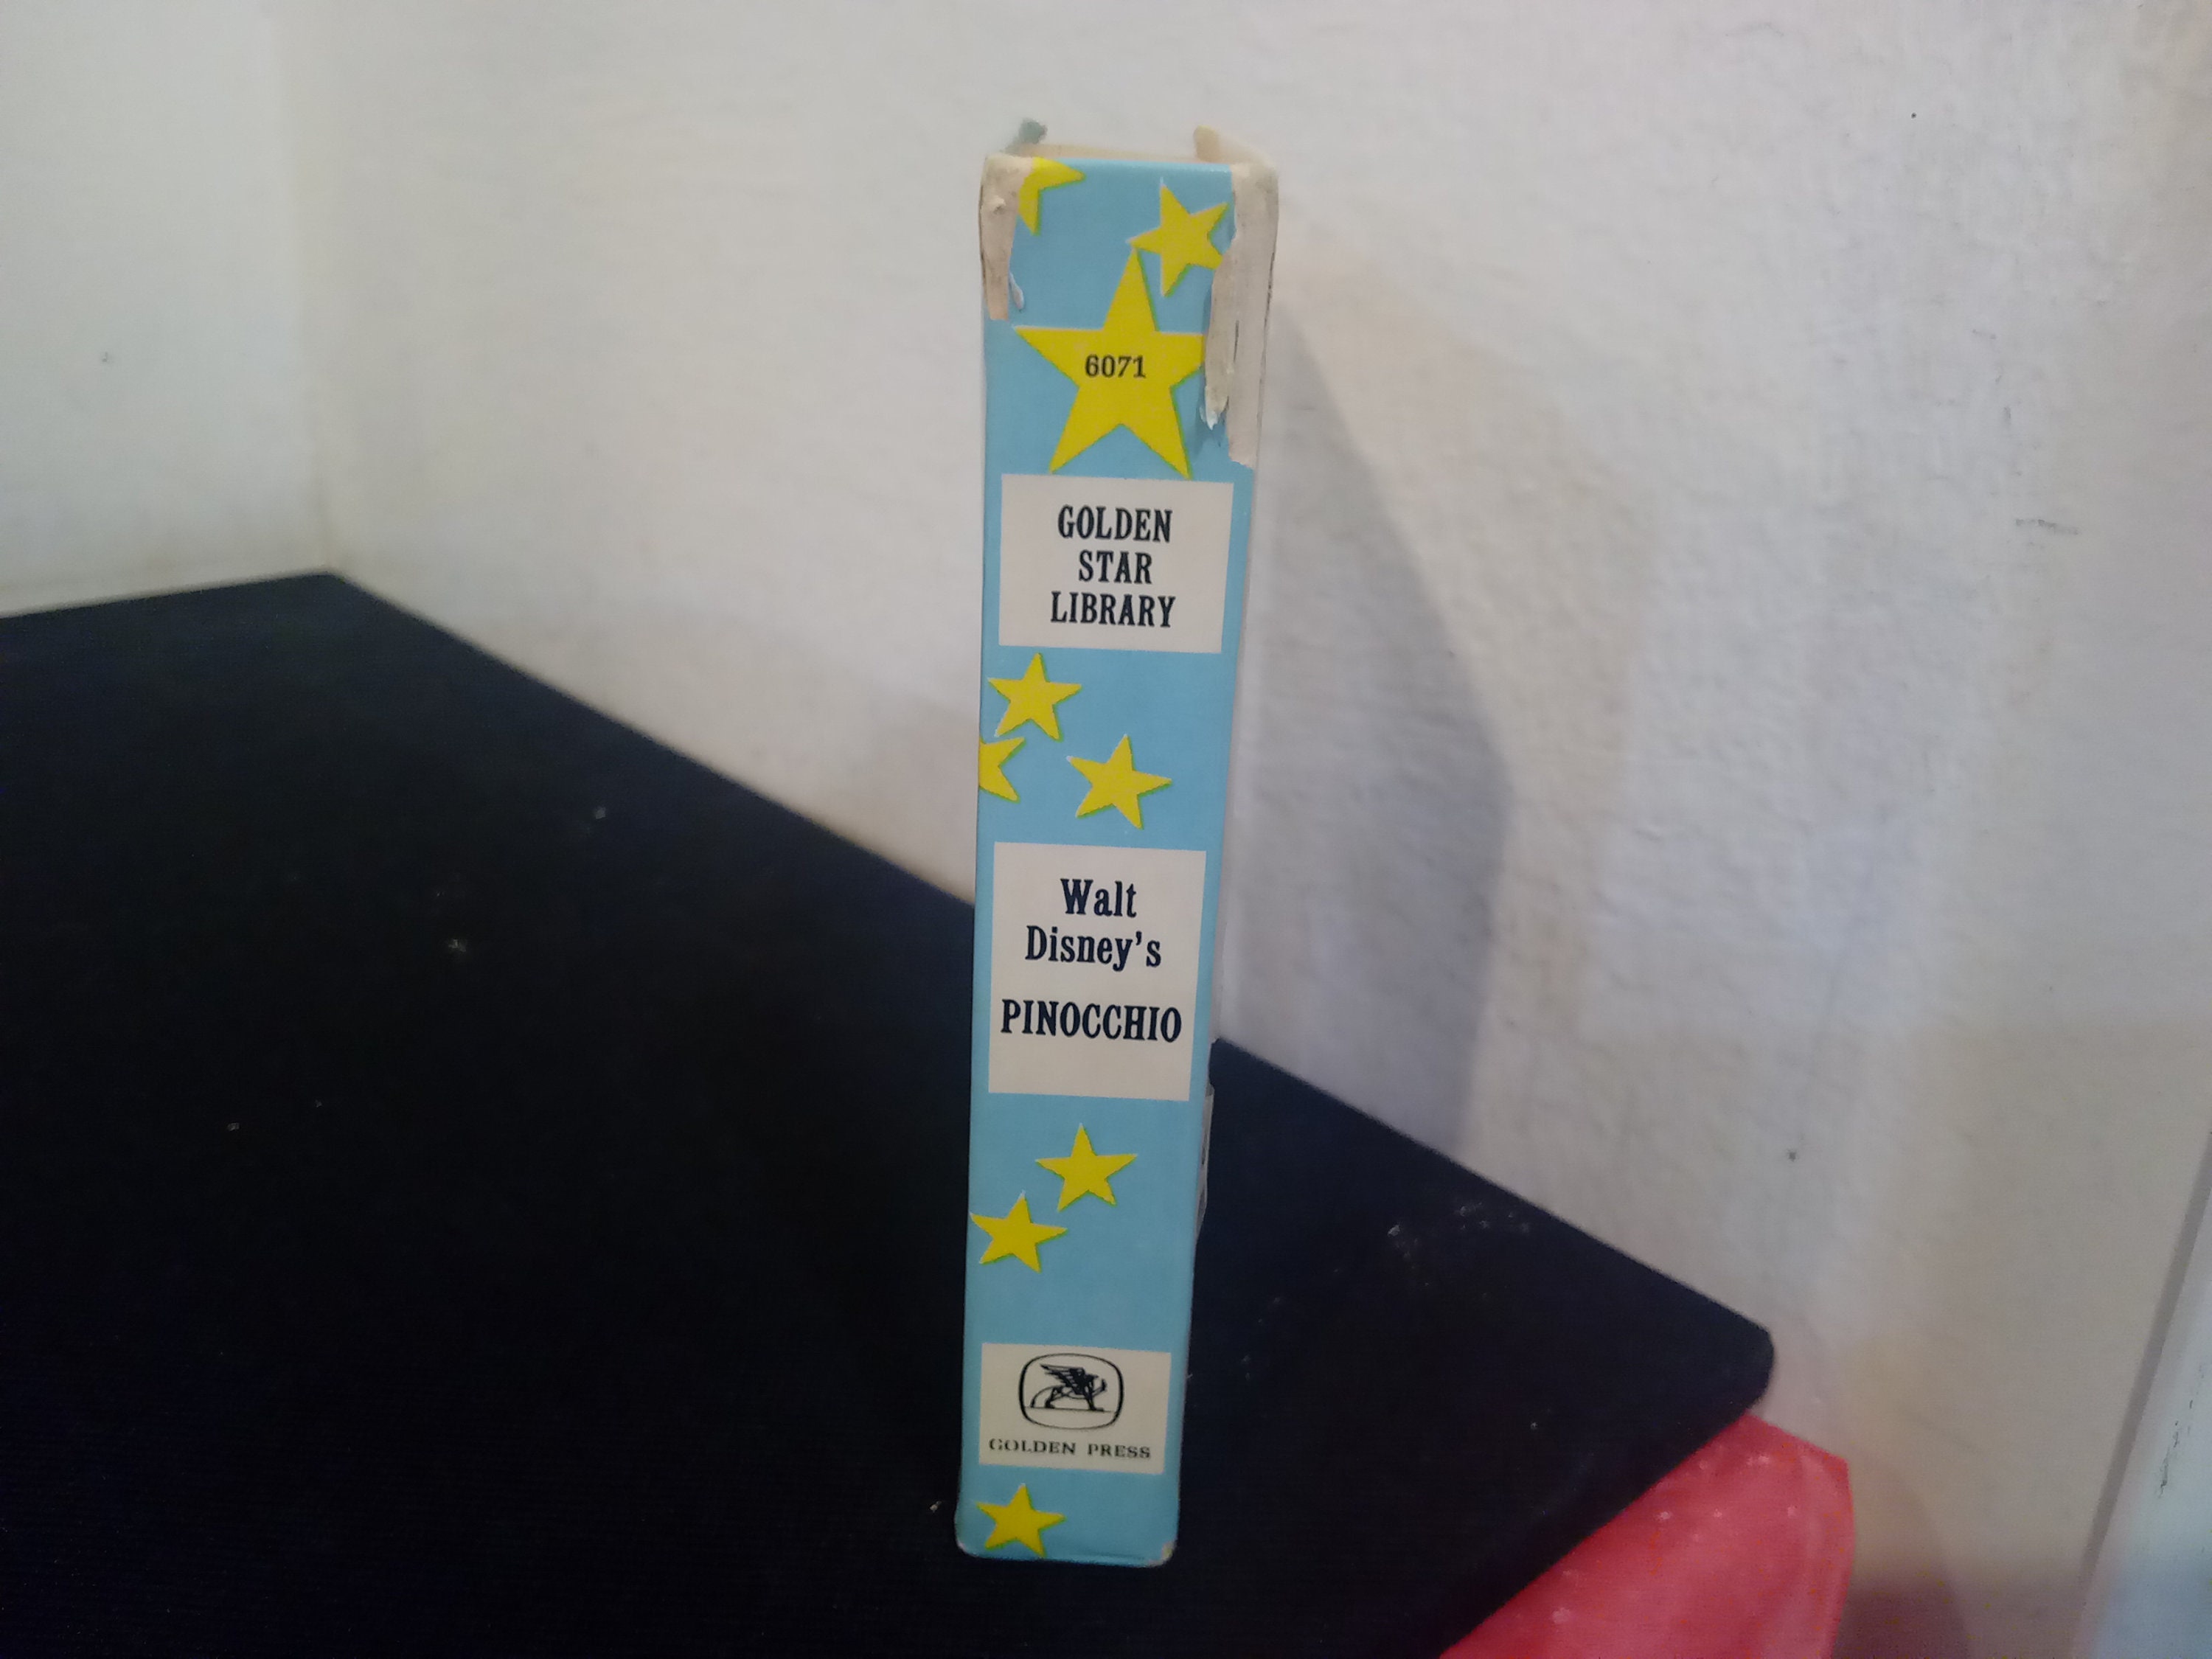 6071
GOLDEN
STAR
LIBRARY
Walt
Disney's
PINOCCHIO
GOLDEN PRESS